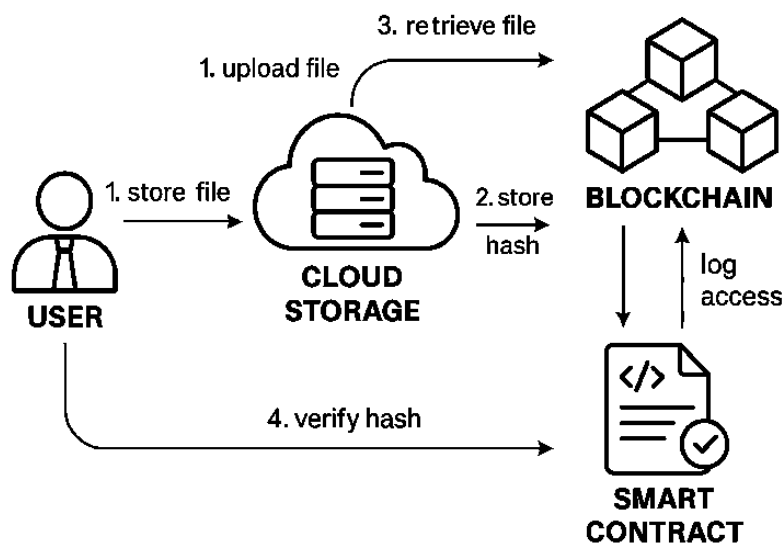 3. retrieve file
1. upload file
1. store file
2. store
hash
BLOCKCHAIN
USER
CLOUD
STORAGE
log
access
</>
4. verify hash
SMART
CONTRACT